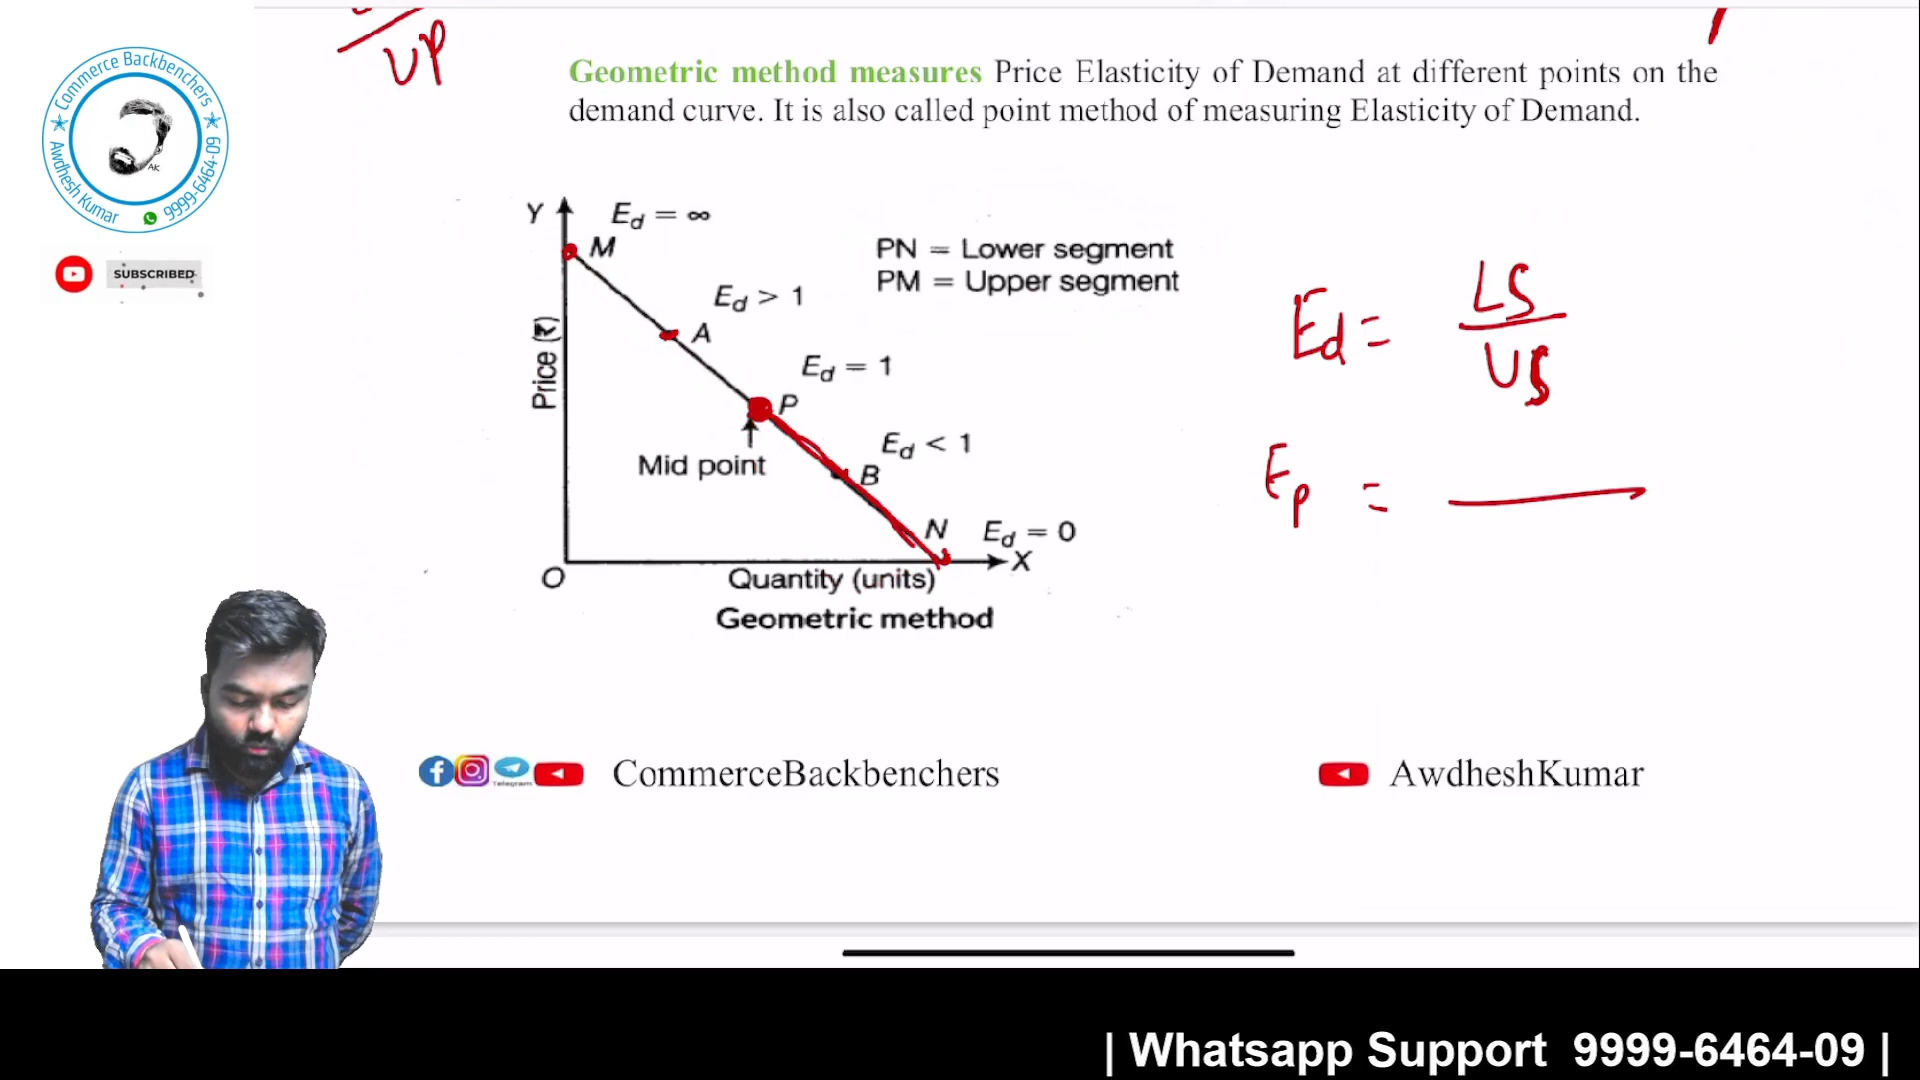 UP
Geometric method measures Price Elasticity of Demand at different points on the
demand curve. It is also called point method of measuring Elasticity of Demand.
★ Commerce Backbenchers ★
Awdhesh Kumar 9999-6464-09
AK
SUBSCRIBED
Y
Ed = ∞
M
PN = Lower segment
PM = Upper segment
Ed > 1
A
Price (₹)
Ed = 1
P
Mid point
Ed < 1
B
N
Ed = 0
O
X
Quantity (units)
Geometric method
Ed = LS
US
Ep =
Telegram
CommerceBackbenchers
AwdheshKumar
| Whatsapp Support 9999-6464-09 |